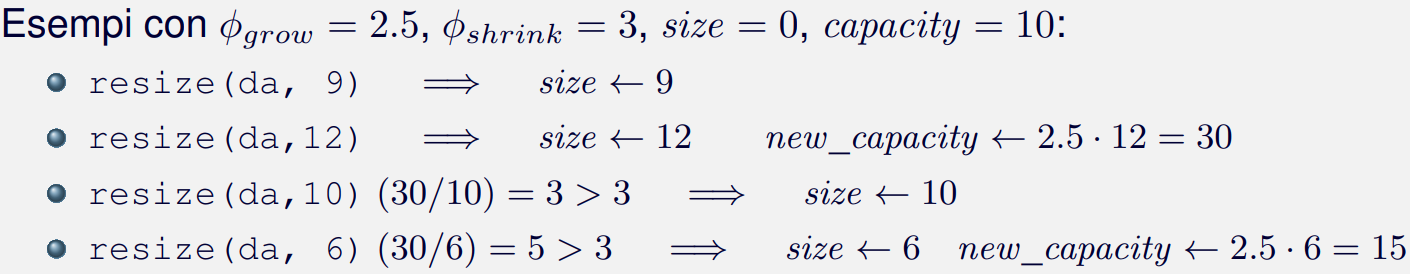 Esempi con ϕ_grow = 2.5, ϕ_shrink = 3, size = 0, capacity = 10:
resize(da, 9) ⟹ size ← 9
resize(da,12) ⟹ size ← 12 new_capacity ← 2.5 · 12 = 30
resize(da,10) (30/10) = 3 > 3 ⟹ size ← 10
resize(da, 6) (30/6) = 5 > 3 ⟹ size ← 6 new_capacity ← 2.5 · 6 = 15